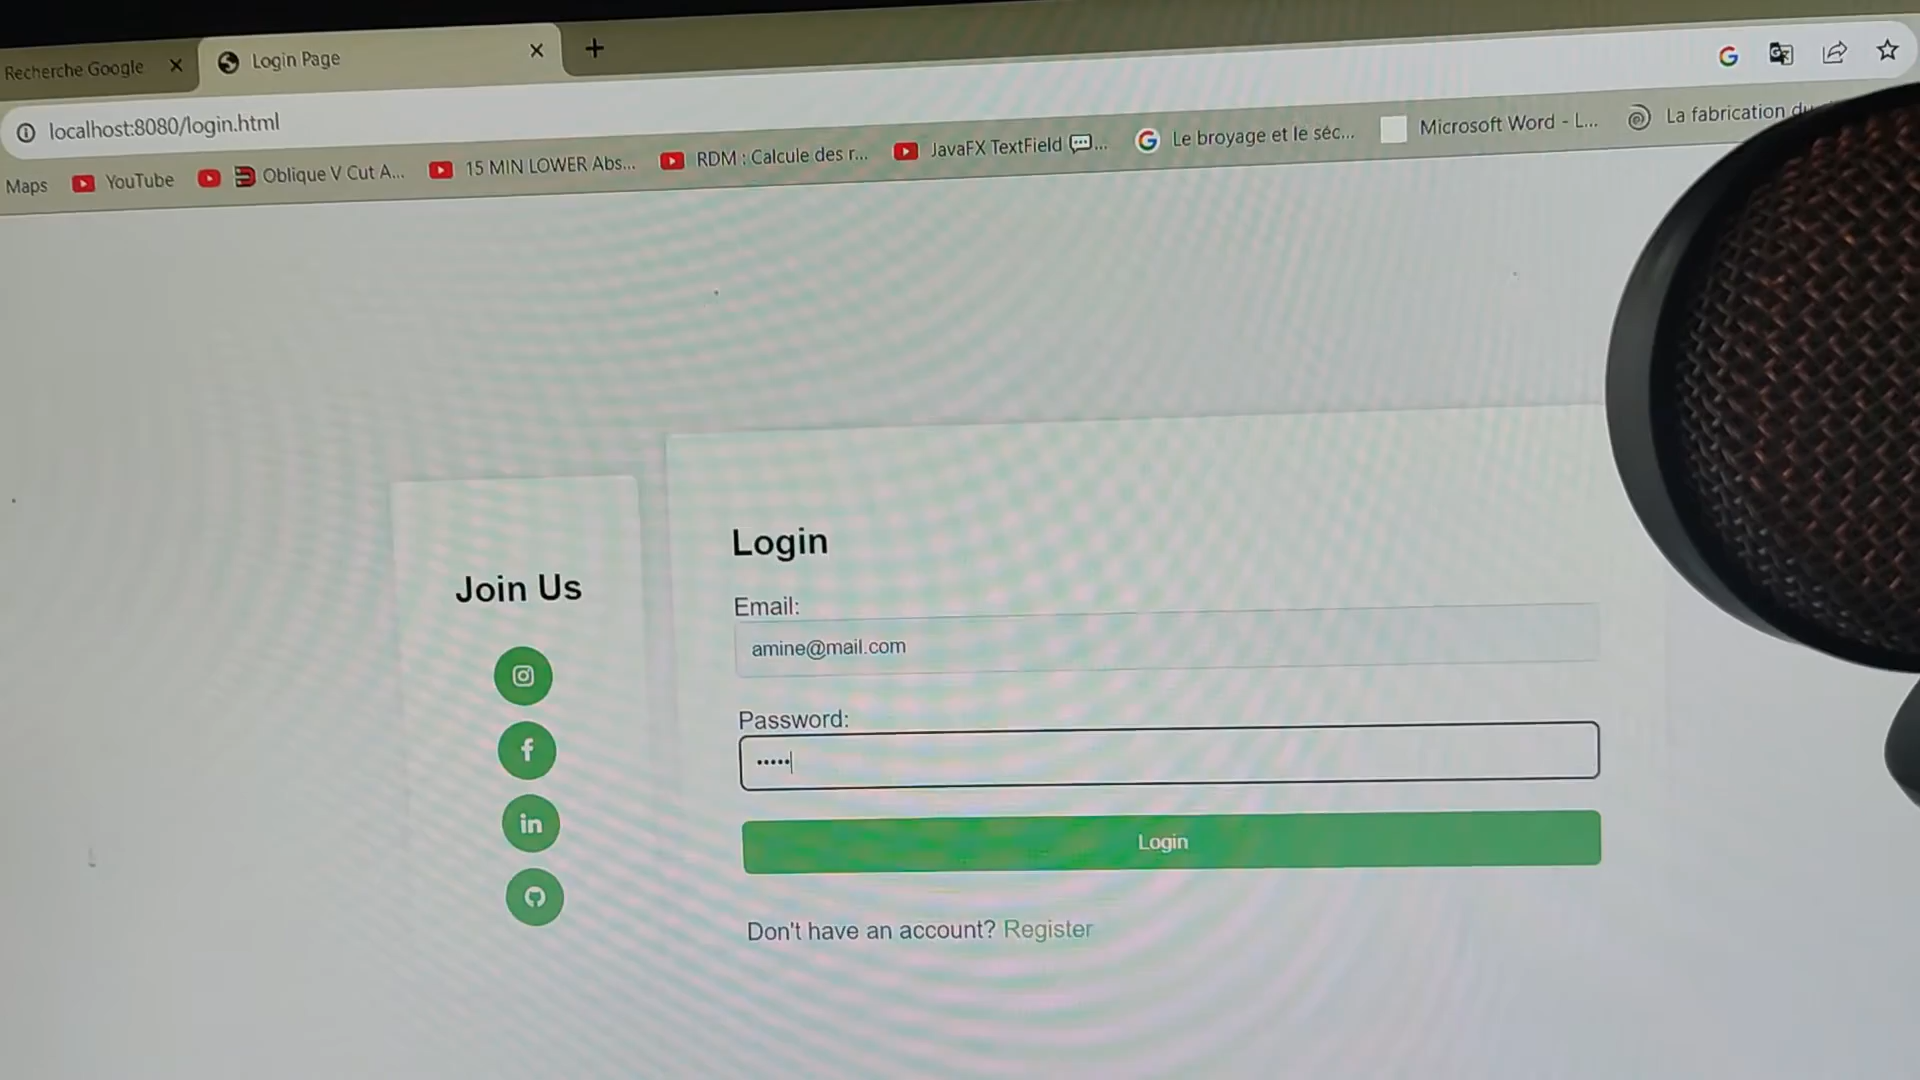 Recherche Google
Login Page
localhost:8080/login.html
Maps
YouTube
Oblique V Cut A...
15 MIN LOWER Abs...
RDM : Calcule des r...
JavaFX TextField 💬...
Le broyage et le séc...
Microsoft Word - L...
La fabrication du
Join Us
in
Login
Email:
amine@mail.com
Password:
•••••
Login
Don't have an account? Register